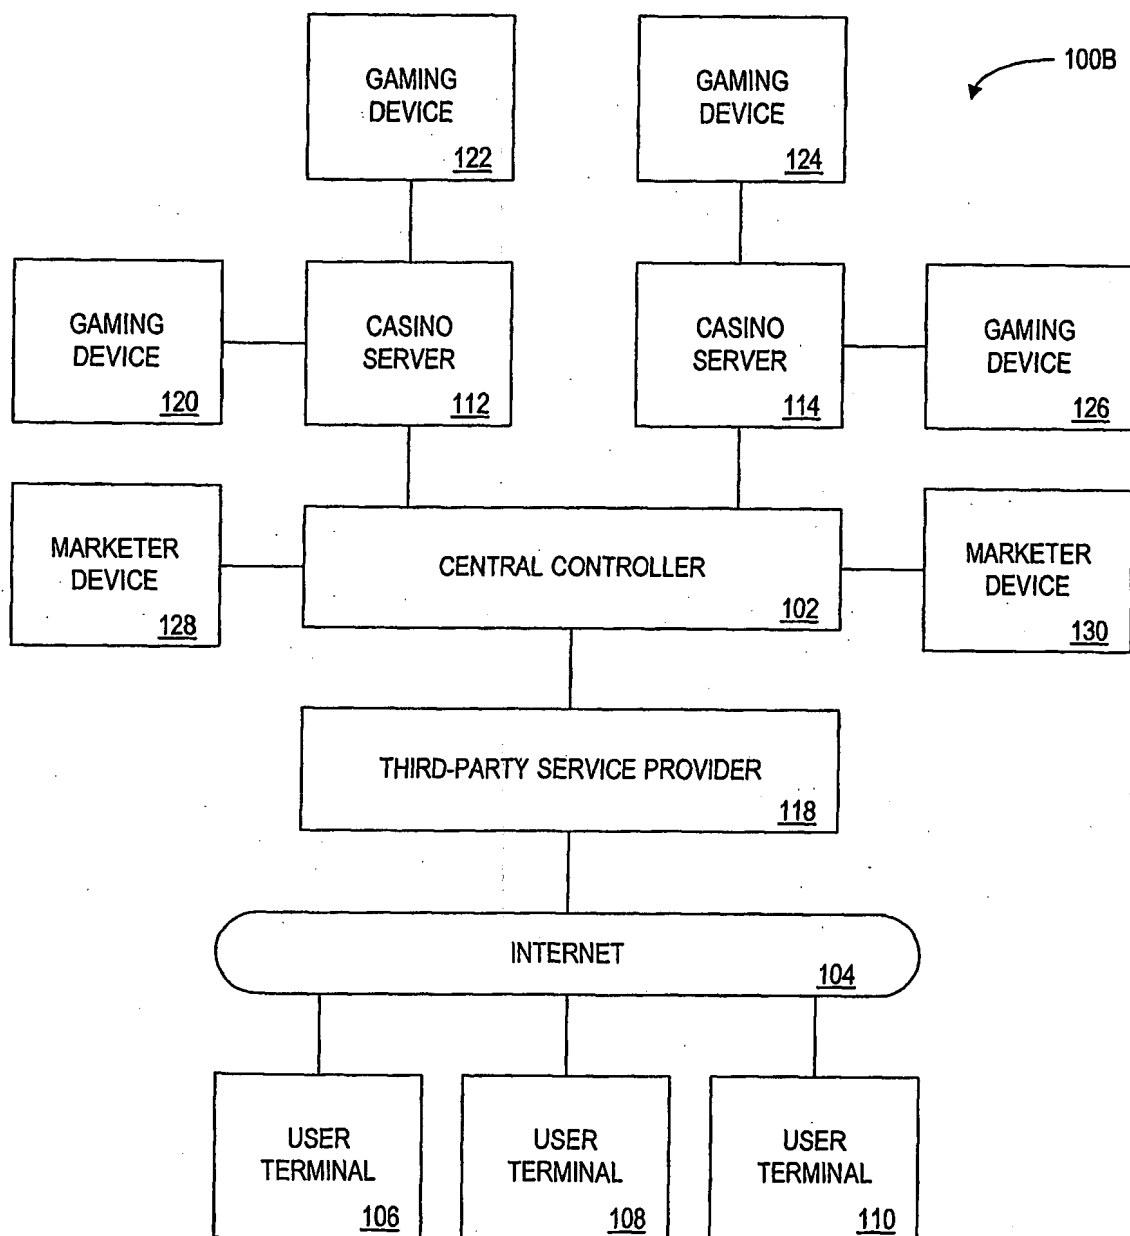 100B
GAMING
DEVICE
122
GAMING
DEVICE
124
GAMING
DEVICE
120
CASINO
SERVER
112
CASINO
SERVER
114
GAMING
DEVICE
126
MARKETER
DEVICE
128
CENTRAL CONTROLLER
102
MARKETER
DEVICE
130
THIRD-PARTY SERVICE PROVIDER
118
INTERNET
104
USER
TERMINAL
106
USER
TERMINAL
108
USER
TERMINAL
110